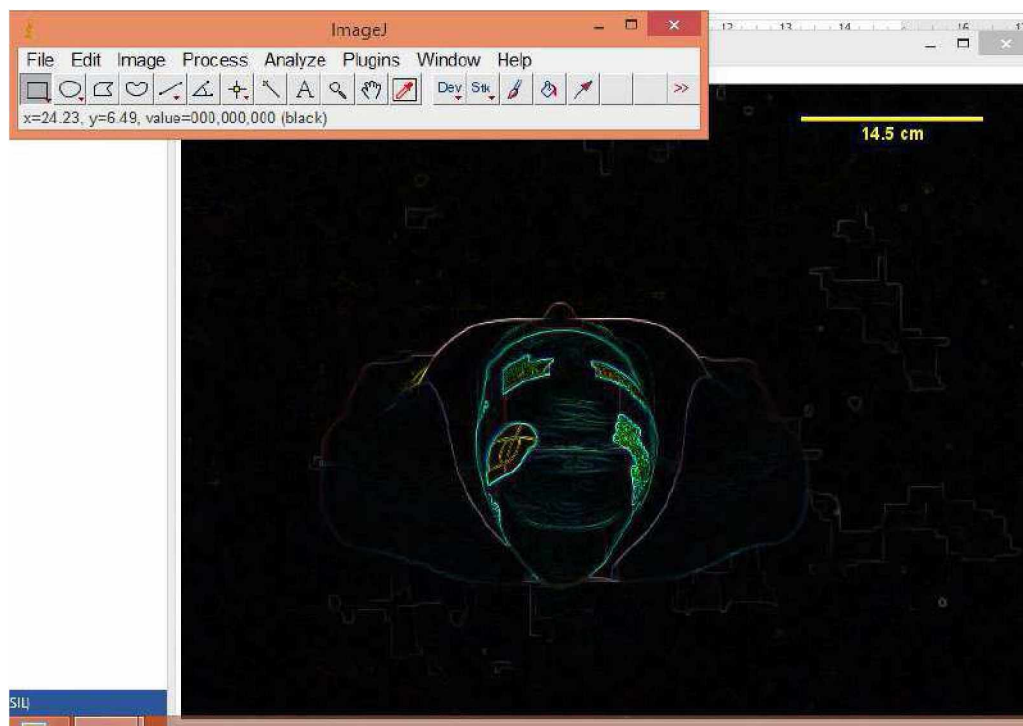 ImageJ
12 13 14 16
File Edit Image Process Analyze Plugins Window Help
A Dev Stk >>
x=24.23, y=6.49, value=000,000,000 (black)
14.5 cm
SIL)